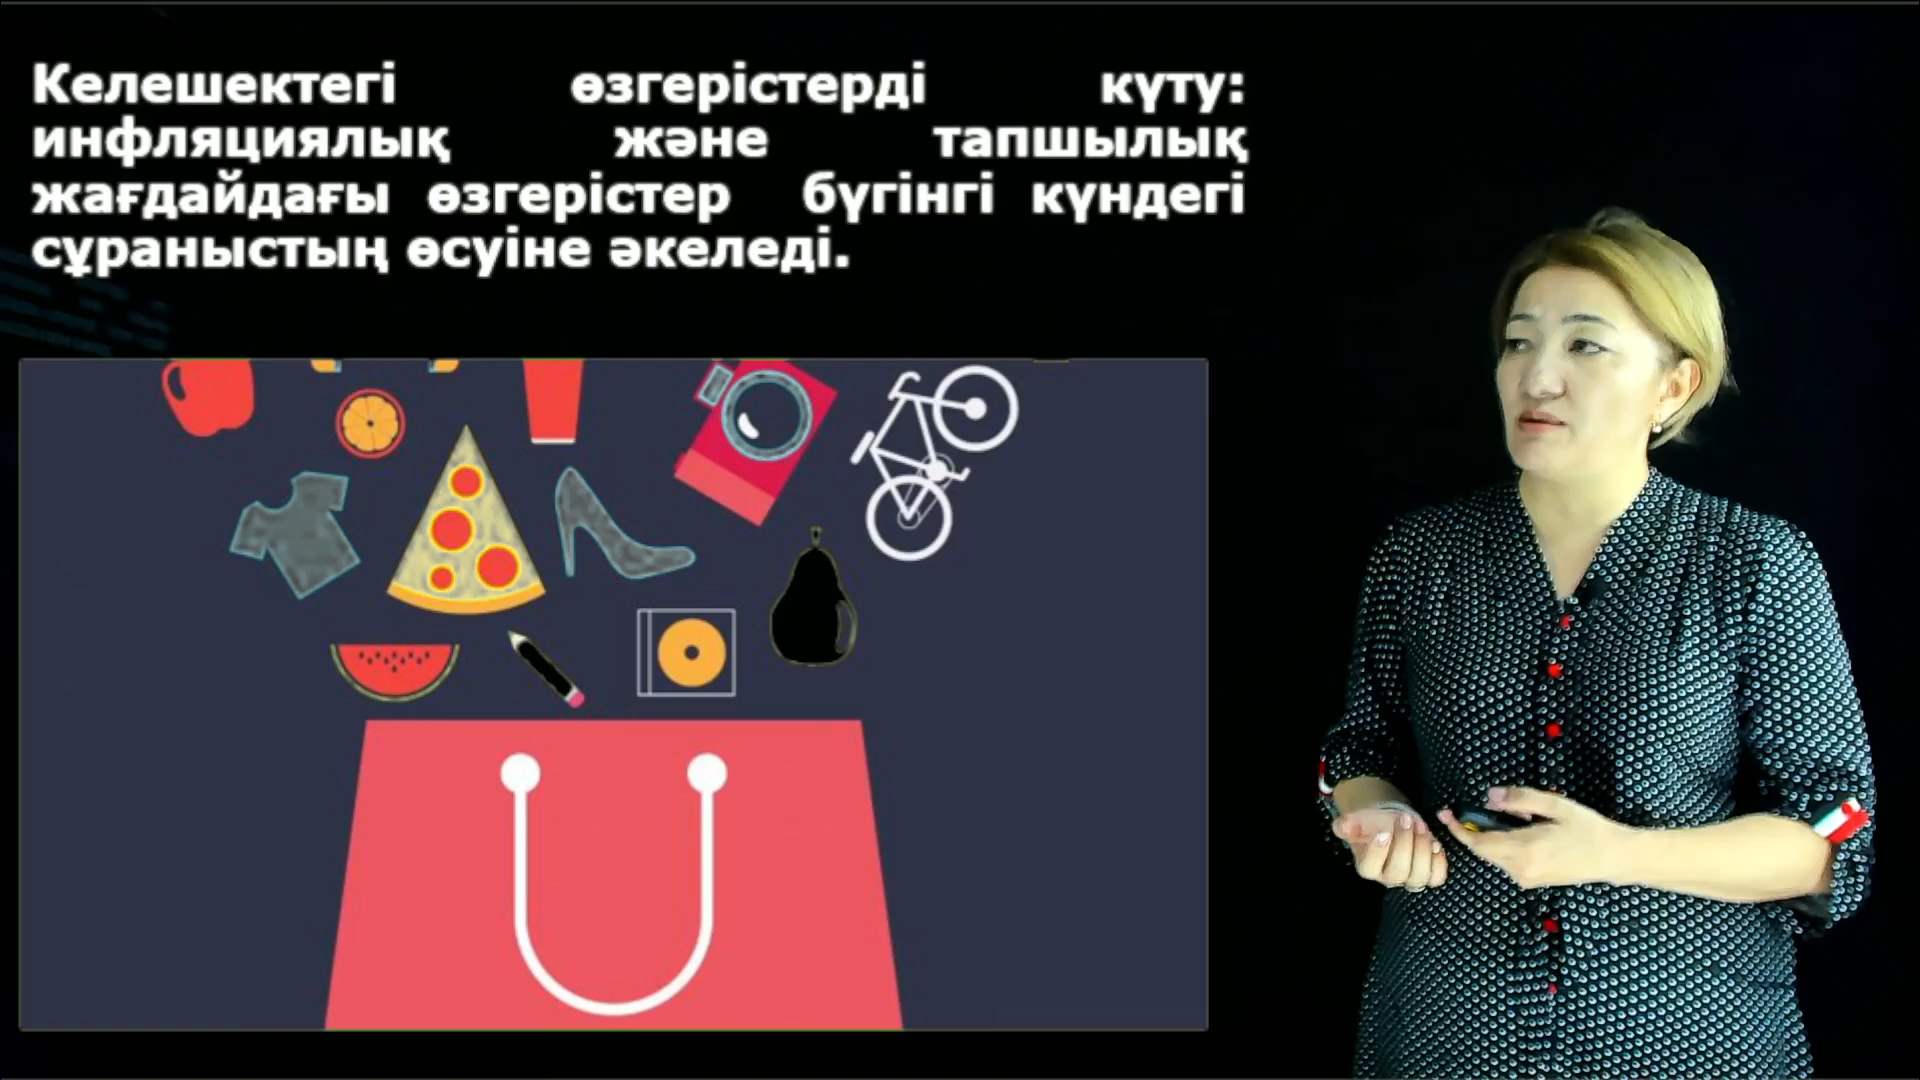 Келешектегі өзгерістерді күту:
инфляциялық және тапшылық
жағдайдағы өзгерістер бүгінгі күндегі
сұраныстың өсуіне әкеледі.